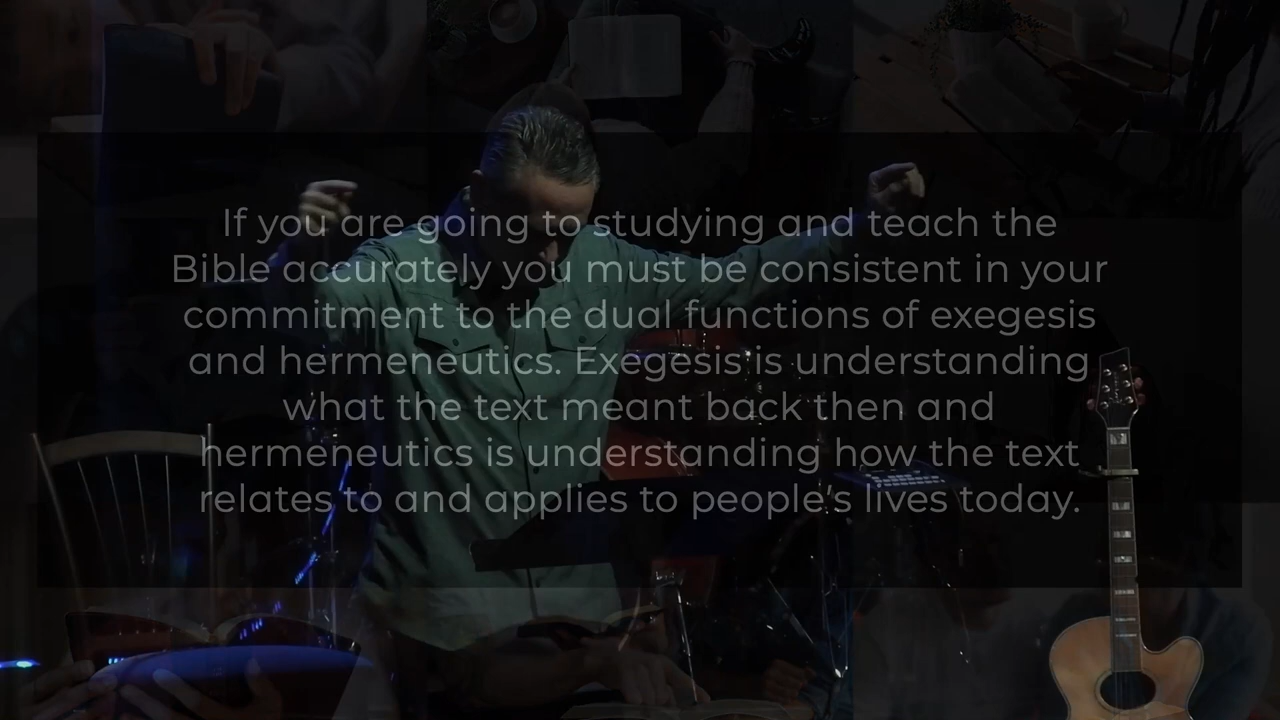 If you are going to studying and teach the
Bible accurately you must be consistent in your
commitment to the dual functions of exegesis
and hermeneutics. Exegesis is understanding
what the text meant back then and
hermeneutics is understanding how the text
relates to and applies to people's lives today.